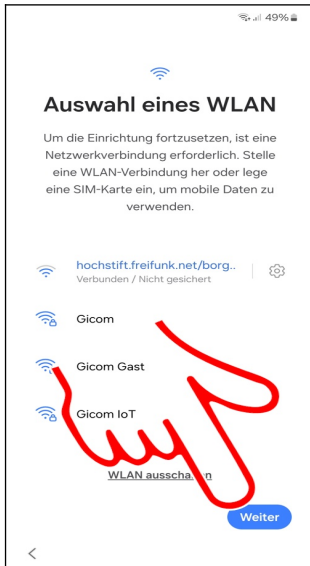 49%
Auswahl eines WLAN
Um die Einrichtung fortzusetzen, ist eine
Netzwerkverbindung erforderlich. Stelle
eine WLAN-Verbindung her oder lege
eine SIM-Karte ein, um mobile Daten zu
verwenden.
hochstift.freifunk.net/borg..
Verbunden / Nicht gesichert
Gicom
Gicom Gast
Gicom IoT
WLAN
Weiter